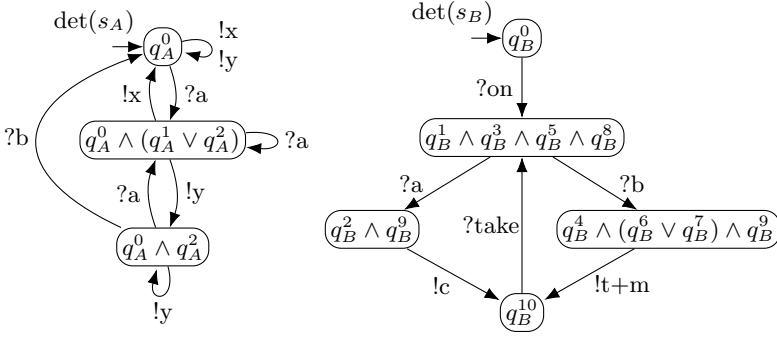 det(s_A)
q_A^0
!x
!y
!x
?a
?b
q_A^0 ∧ (q_A^1 ∨ q_A^2)
?a
?a
!y
q_A^0 ∧ q_A^2
!y
det(s_B)
q_B^0
?on
q_B^1 ∧ q_B^3 ∧ q_B^5 ∧ q_B^8
?a
?b
?take
q_B^2 ∧ q_B^9
q_B^4 ∧ (q_B^6 ∨ q_B^7) ∧ q_B^9
!c
!t+m
q_B^10